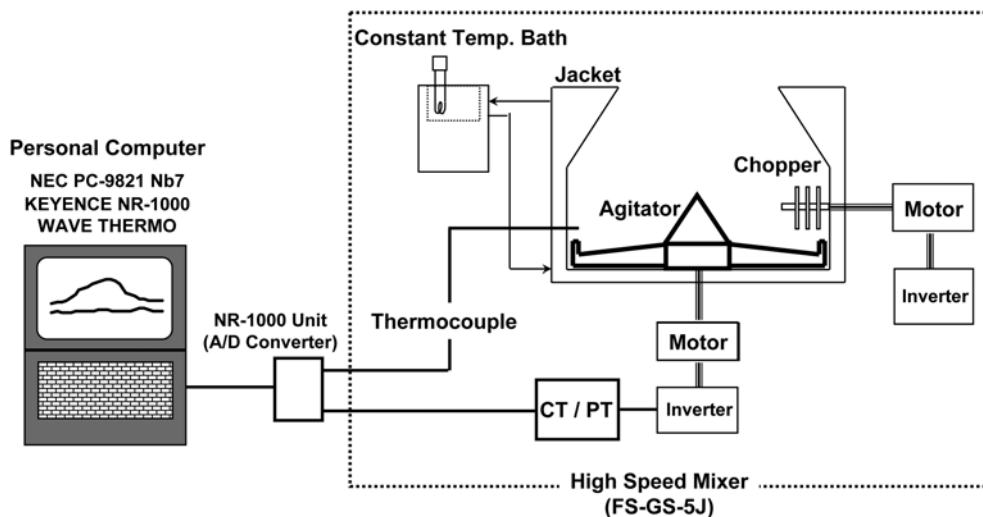 Constant Temp. Bath
Jacket
Chopper
Agitator
Motor
Inverter
Personal Computer
NEC PC-9821 Nb7
KEYENCE NR-1000
WAVE THERMO
NR-1000 Unit
(A/D Converter)
Thermocouple
Motor
CT / PT
Inverter
High Speed Mixer
(FS-GS-5J)